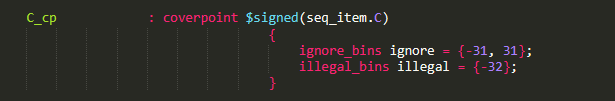 C_cp : coverpoint $signed(seq_item.C)
{
ignore_bins ignore = {-31, 31};
illegal_bins illegal = {-32};
}